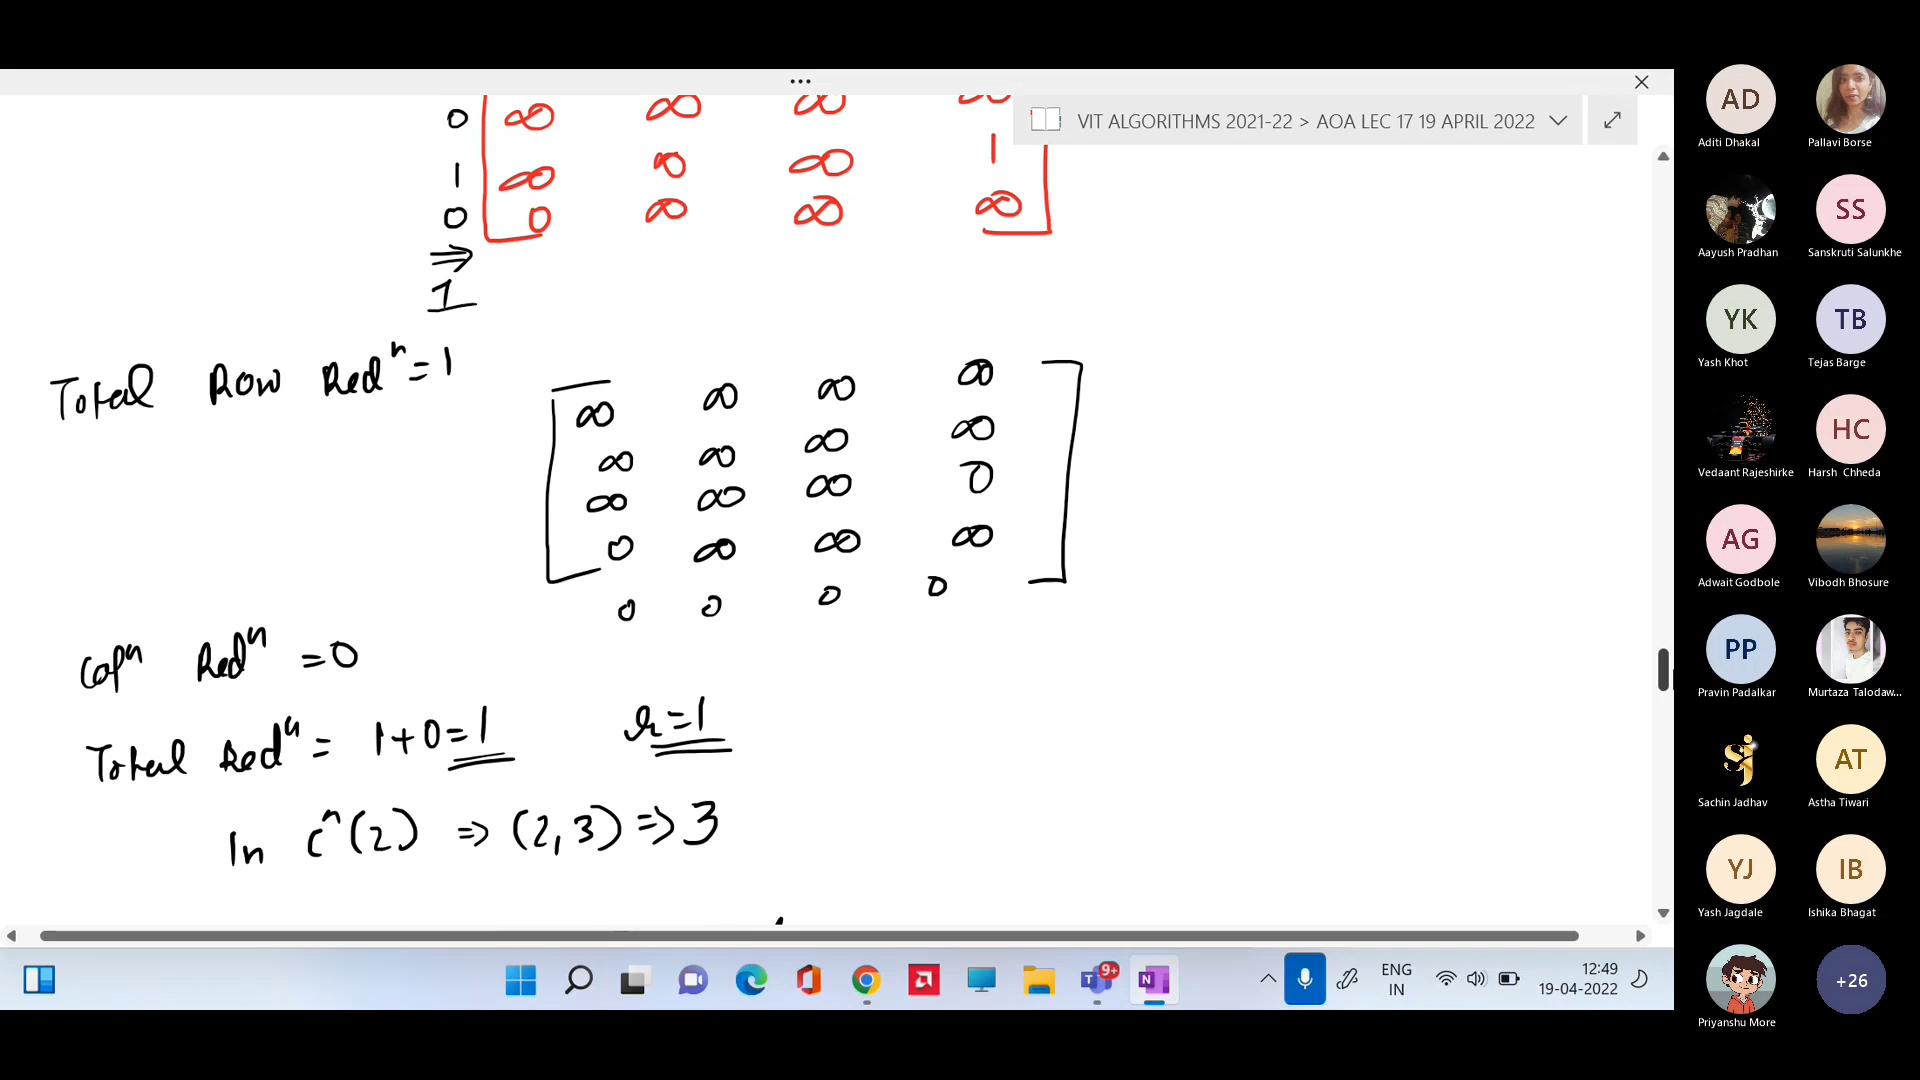 VIT ALGORITHMS 2021-22 > AOA LEC 17 19 APRIL 2022
0 ∞ ∞ ∞ ∞
1 ∞ 0 ∞ 1
0 0 ∞ ∞ ∞
⇒
1
Total Row Redⁿ = 1
∞ ∞ ∞ ∞
∞ ∞ ∞ ∞
∞ ∞ ∞ 0
0 ∞ ∞ ∞
0 0 0 0
Colⁿ Redⁿ = 0
Total Redⁿ = 1+0=1 r=1
In Cⁿ(2) => (2,3) => 3
AD
Aditi Dhakal
Pallavi Borse
Aayush Pradhan
SS
Sanskruti Salunkhe
YK
Yash Khot
TB
Tejas Barge
Vedaant Rajeshirke
HC
Harsh Chheda
AG
Adwait Godbole
Vibodh Bhosure
PP
Pravin Padalkar
Murtaza Talodaw...
Sj
Sachin Jadhav
AT
Astha Tiwari
YJ
Yash Jagdale
IB
Ishika Bhagat
Priyanshu More
+26
9+
T
N
ENG
IN
12:49
19-04-2022